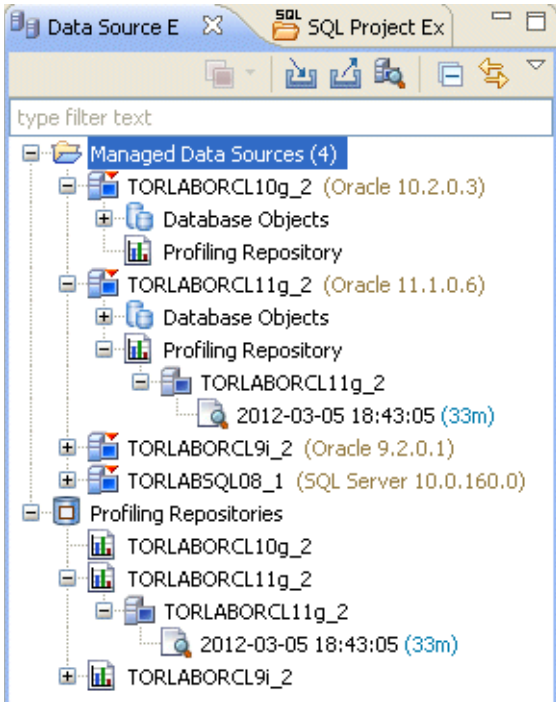 Data Source E SQL Project Ex
type filter text
Managed Data Sources (4)
TORLABORCL10g_2 (Oracle 10.2.0.3)
Database Objects
Profiling Repository
TORLABORCL11g_2 (Oracle 11.1.0.6)
Database Objects
Profiling Repository
TORLABORCL11g_2
2012-03-05 18:43:05 (33m)
TORLABORCL9i_2 (Oracle 9.2.0.1)
TORLABSQL08_1 (SQL Server 10.0.160.0)
Profiling Repositories
TORLABORCL10g_2
TORLABORCL11g_2
TORLABORCL11g_2
2012-03-05 18:43:05 (33m)
TORLABORCL9i_2